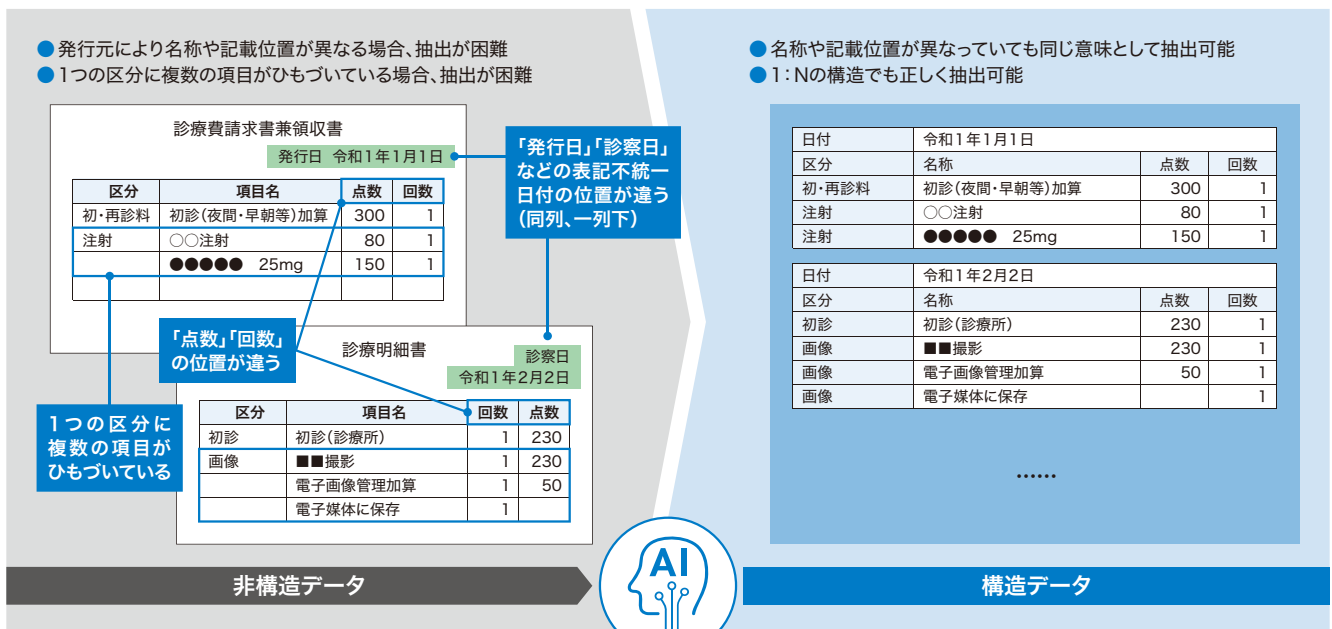 ●発行元により名称や記載位置が異なる場合、抽出が困難
●1つの区分に複数の項目がひもづいている場合、抽出が困難
診療費請求書兼領収書
発行日 令和1年1月1日
区分 項目名 点数 回数
初・再診料 初診(夜間・早朝等)加算 300 1
注射 ○○注射 80 1
●●●●● 25mg 150 1
「発行日」「診察日」
などの表記不統一
日付の位置が違う
(同列、一列下)
「点数」「回数」
の位置が違う
1つの区分に
複数の項目が
ひもづいている
診療明細書
診察日
令和1年2月2日
区分 項目名 回数 点数
初診 初診(診療所) 1 230
画像 ■■撮影 1 230
電子画像管理加算 1 50
電子媒体に保存 1
非構造データ
AI
●名称や記載位置が異なっていても同じ意味として抽出可能
●1:Nの構造でも正しく抽出可能
日付 令和1年1月1日
区分 名称 点数 回数
初・再診料 初診(夜間・早朝等)加算 300 1
注射 ○○注射 80 1
注射 ●●●●● 25mg 150 1
日付 令和1年2月2日
区分 名称 点数 回数
初診 初診(診療所) 230 1
画像 ■■撮影 230 1
画像 電子画像管理加算 50 1
画像 電子媒体に保存 1
……
構造データ